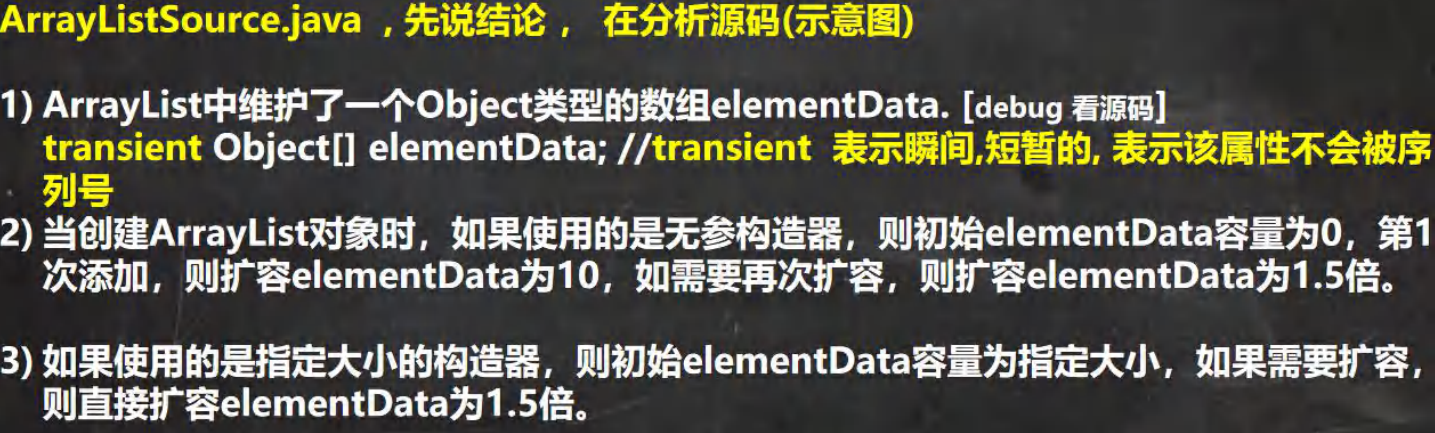 ArrayListSource.java ,先说结论， 在分析源码(示意图)
1) ArrayList中维护了一个Object类型的数组elementData. [debug 看源码]
transient Object[] elementData; //transient 表示瞬间,短暂的, 表示该属性不会被序
列号
2) 当创建ArrayList对象时，如果使用的是无参构造器，则初始elementData容量为0，第1
次添加，则扩容elementData为10，如需要再次扩容，则扩容elementData为1.5倍。
3) 如果使用的是指定大小的构造器，则初始elementData容量为指定大小，如果需要扩容，
则直接扩容elementData为1.5倍。